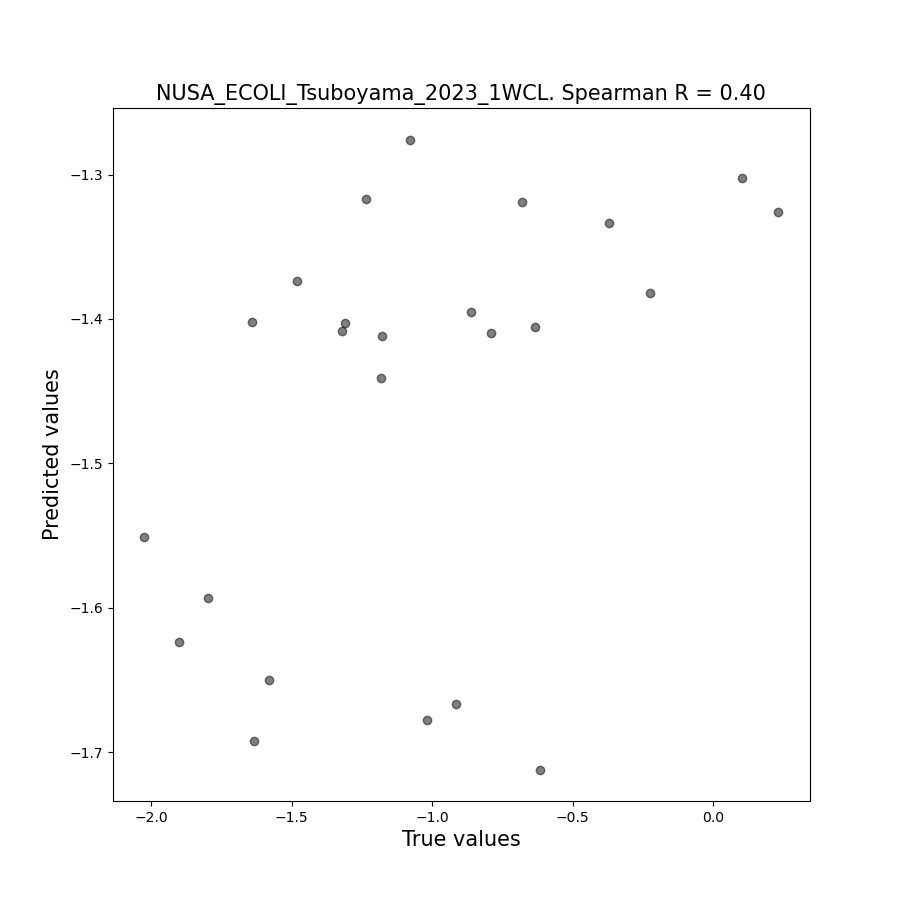 NUSA_ECOLI_Tsuboyama_2023_1WCL. Spearman R = 0.40
−1.3
−1.4
−1.5
−1.6
−1.7
Predicted values
−2.0 −1.5 −1.0 −0.5 0.0
True values